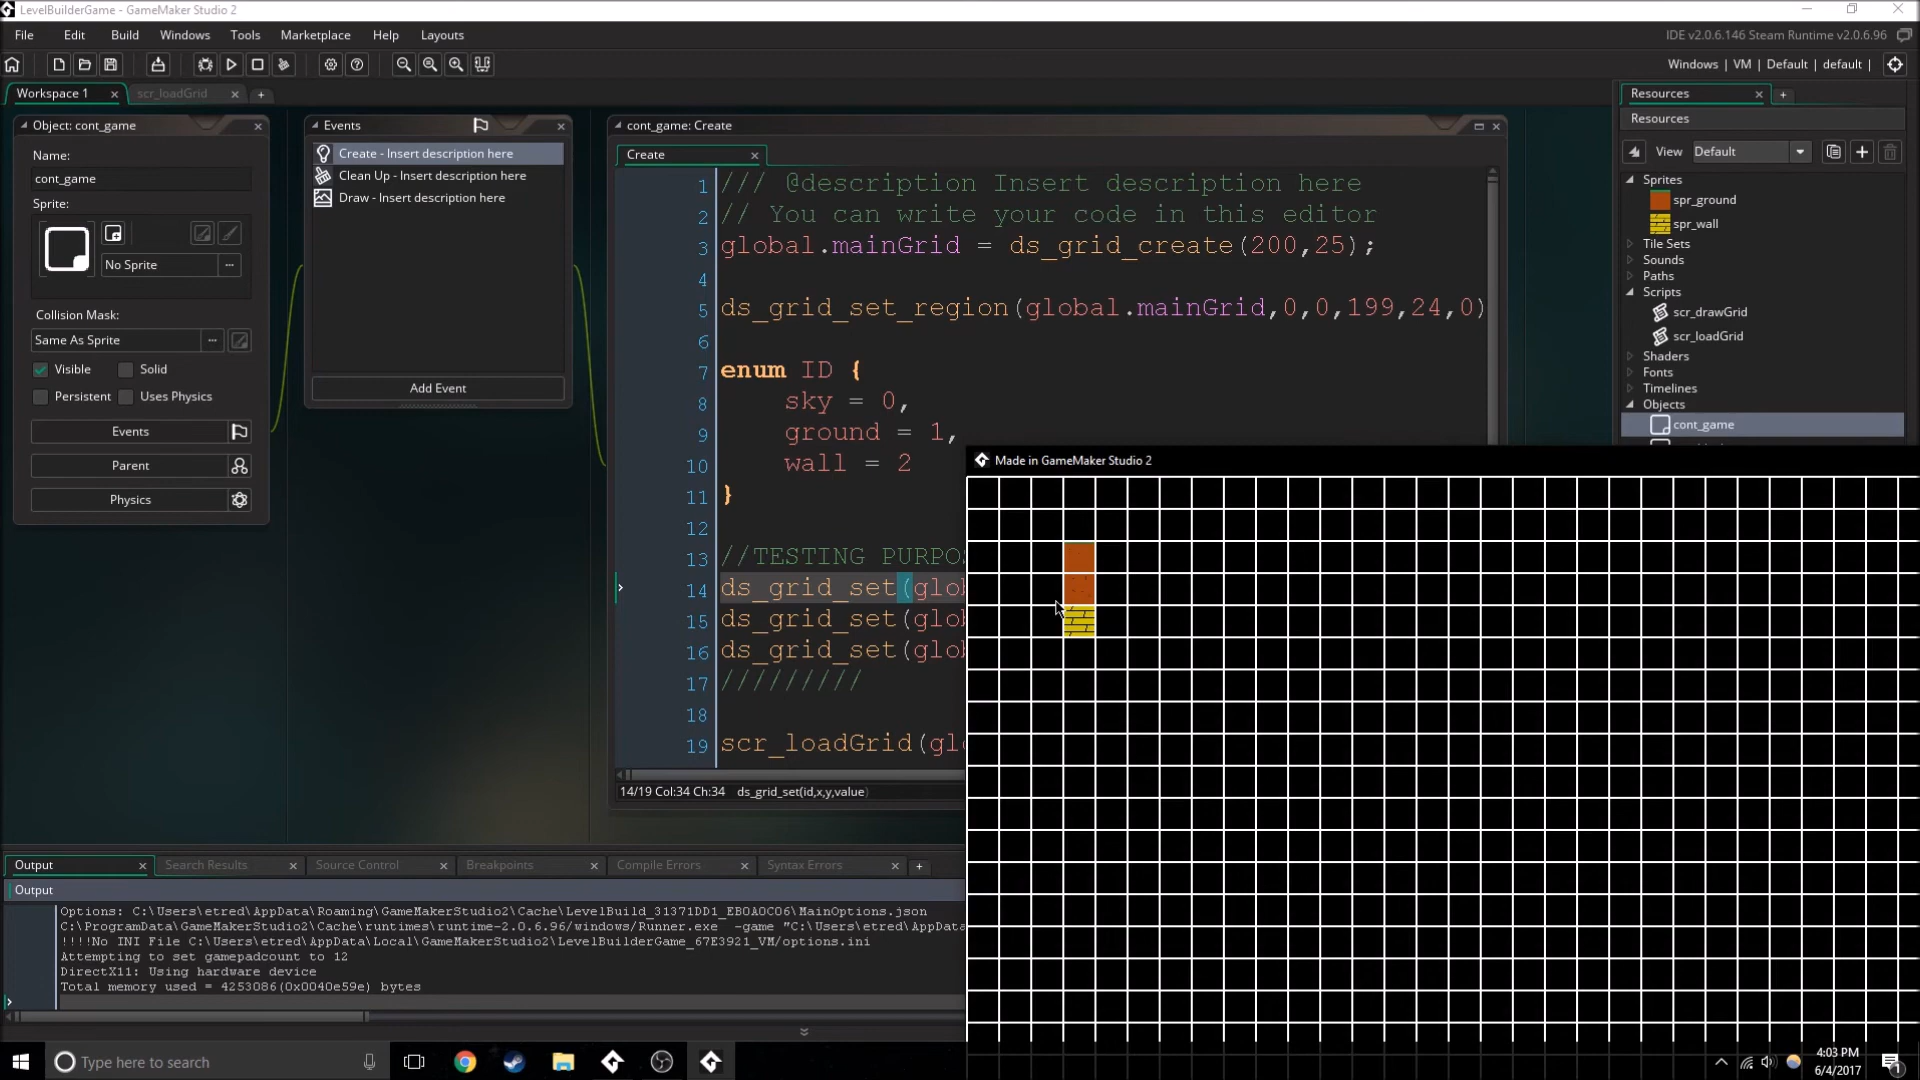 LevelBuilderGame - GameMaker Studio 2
File Edit Build Windows Tools Marketplace Help Layouts
IDE v2.0.6.146 Steam Runtime v2.0.6.96
Windows | VM | Default | default |
Workspace 1
scr_loadGrid
Object: cont_game
Name:
cont_game
Sprite:
No Sprite
Collision Mask:
Same As Sprite
Visible
Solid
Persistent
Uses Physics
Events
Parent
Physics
Events
Create - Insert description here
Clean Up - Insert description here
Draw - Insert description here
Add Event
cont_game: Create
Create
1 /// @description Insert description here
2 // You can write your code in this editor
3 global.mainGrid = ds_grid_create(200,25);
4
5 ds_grid_set_region(global.mainGrid,0,0,199,24,0)
6
7 enum ID {
8 sky = 0,
9 ground = 1,
10 wall = 2
11 }
12
13 //TESTING PURPO
14 ds_grid_set(glo
15 ds_grid_set(glo
16 ds_grid_set(glo
17 /////////
18
19 scr_loadGrid(gl
14/19 Col:34 Ch:34 ds_grid_set(id,x,y,value)
Resources
Resources
View Default
Sprites
spr_ground
spr_wall
Tile Sets
Sounds
Paths
Scripts
scr_drawGrid
scr_loadGrid
Shaders
Fonts
Timelines
Objects
cont_game
Made in GameMaker Studio 2
Output
Search Results
Source Control
Breakpoints
Compile Errors
Syntax Errors
Output
Options: C:\Users\etred\AppData\Roaming\GameMakerStudio2\Cache\LevelBuild_31371DD1_EB0A0C06\MainOptions.json
C:\ProgramData\GameMakerStudio2\Cache\runtimes\runtime-2.0.6.96/windows/Runner.exe -game "C:\Users\etred\AppData
!!!!No INI File C:\Users\etred\AppData\Local\GameMakerStudio2\LevelBuilderGame_67E3921_VM/options.ini
Attempting to set gamepadcount to 12
DirectX11: Using hardware device
Total memory used = 4253086(0x0040e59e) bytes
Type here to search
4:03 PM
6/4/2017
1